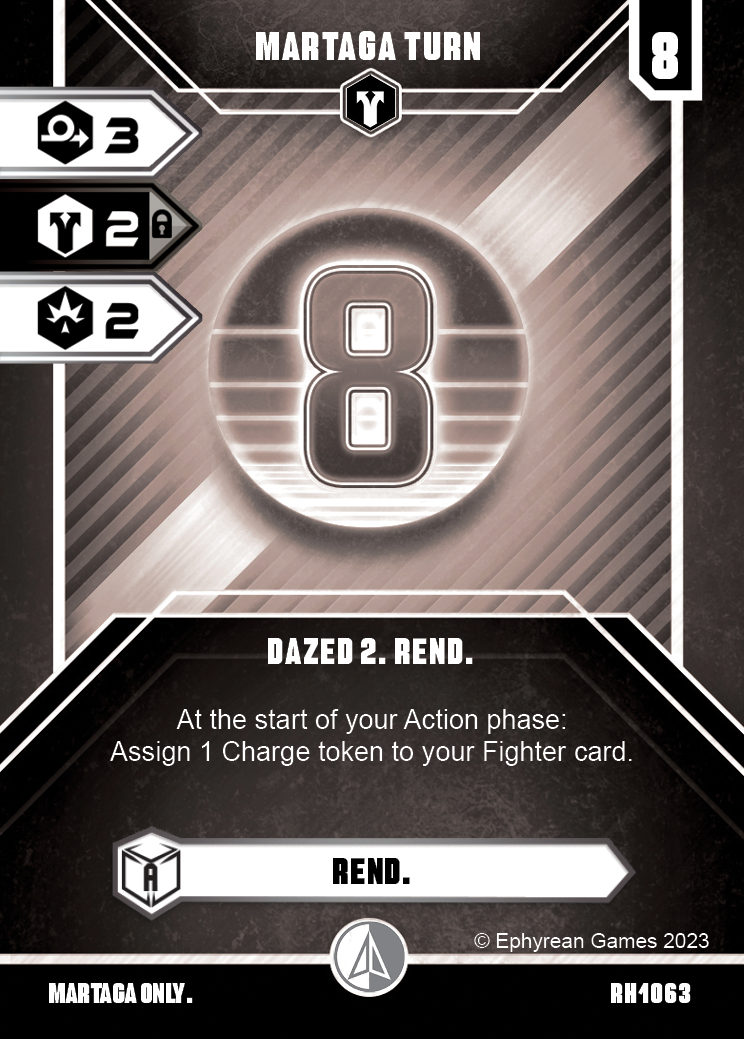 MARTAGA TURN
8
3
2
2
8
DAZED 2. REND.
At the start of your Action phase:
Assign 1 Charge token to your Fighter card.
A
REND.
© Ephyrean Games 2023
MARTAGA ONLY.
RH1063